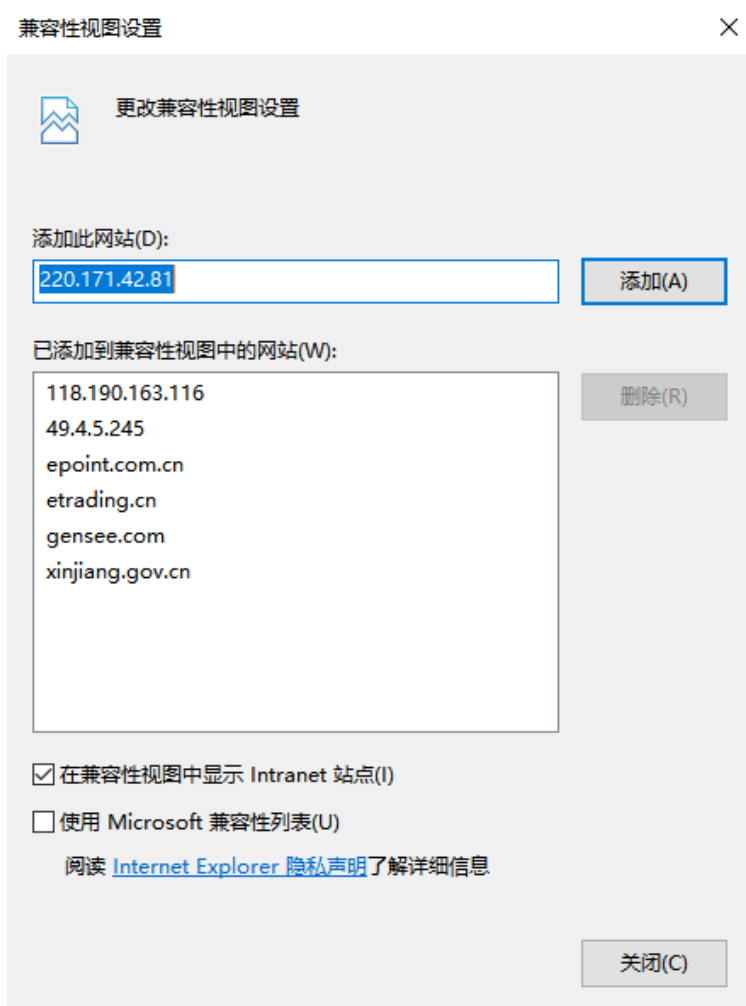 兼容性视图设置
更改兼容性视图设置
添加此网站(D):
220.171.42.81
添加(A)
已添加到兼容性视图中的网站(W):
118.190.163.116
删除(R)
49.4.5.245
epoint.com.cn
etrading.cn
gensee.com
xinjiang.gov.cn
在兼容性视图中显示 Intranet 站点(I)
使用 Microsoft 兼容性列表(U)
阅读 Internet Explorer 隐私声明了解详细信息
关闭(C)